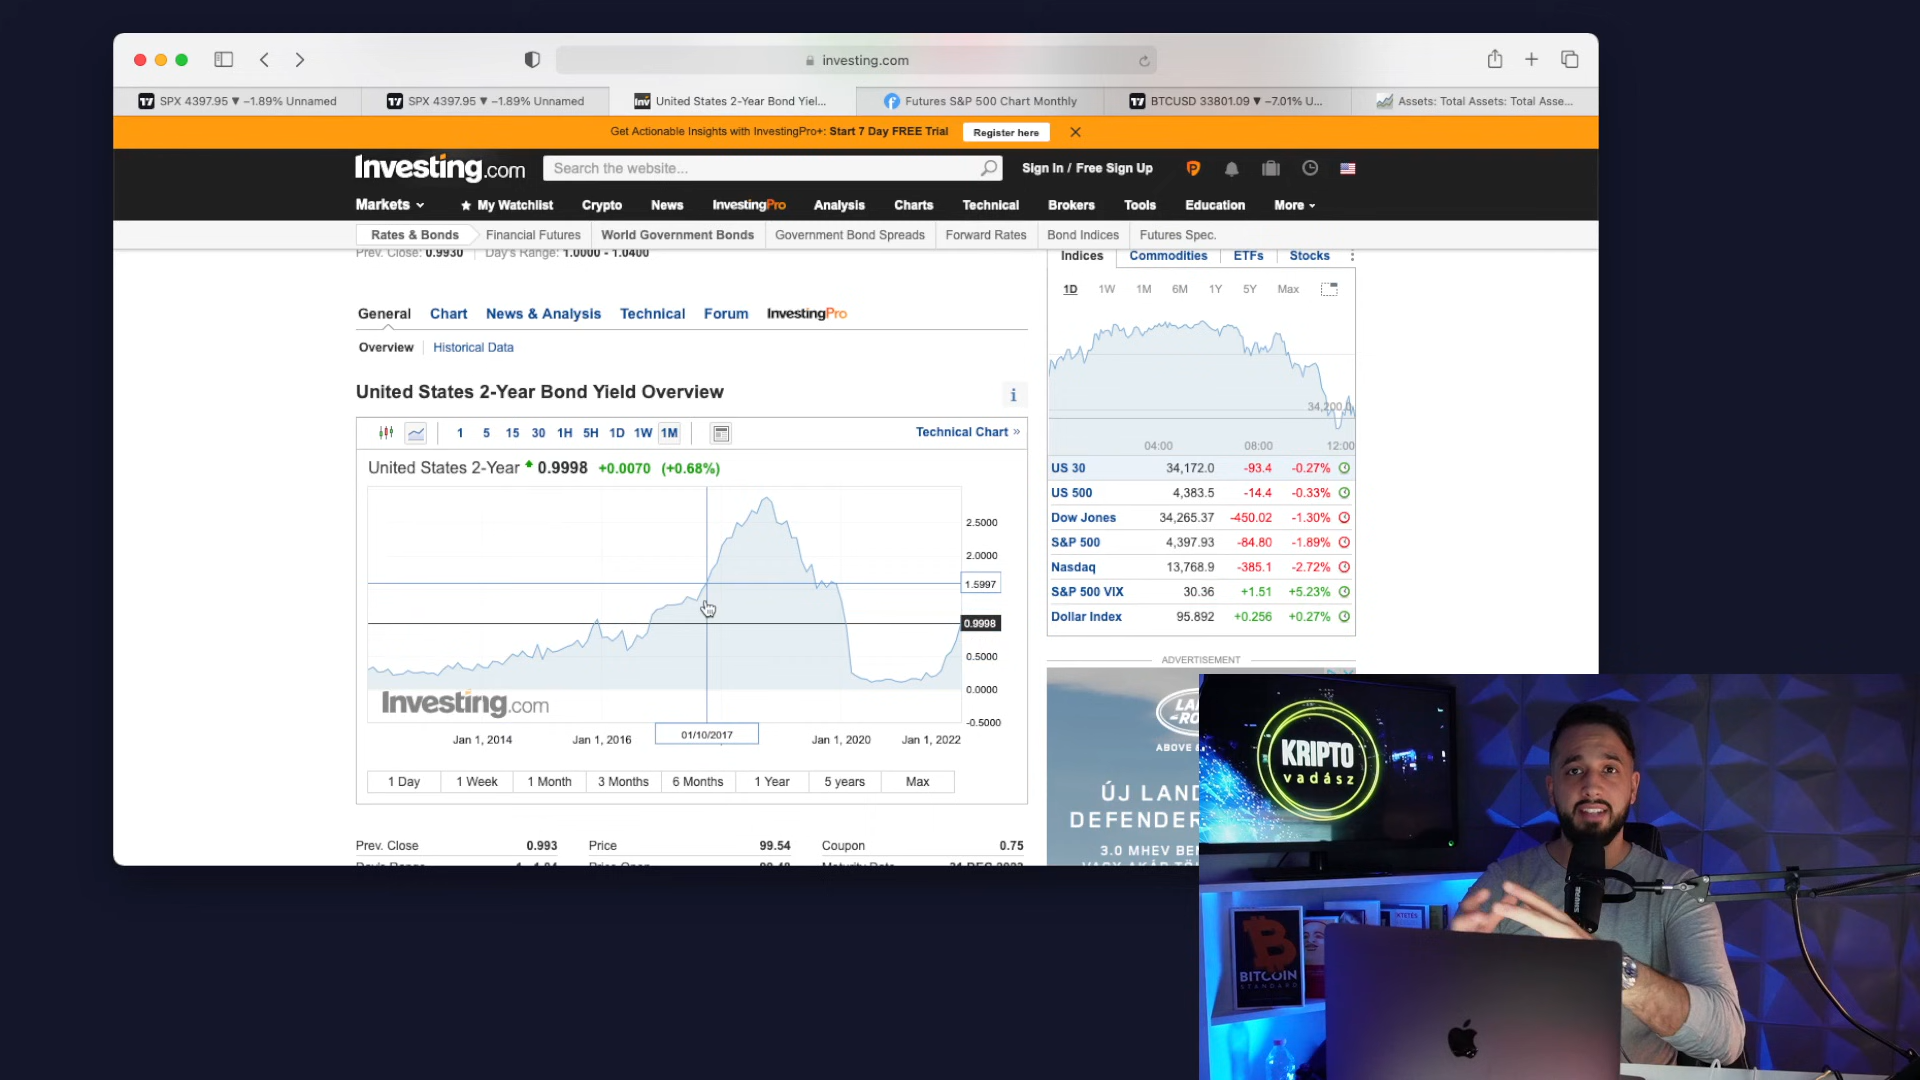 investing.com
SPX 4397.95 ▼ −1.89% Unnamed
SPX 4397.95 ▼ −1.89% Unnamed
United States 2-Year Bond Yiel...
Futures S&P 500 Chart Monthly
BTCUSD 33801.09 ▼ −7.01% U...
Assets: Total Assets: Total Asse...
Get Actionable Insights with InvestingPro+: Start 7 Day FREE Trial
Register here
Investing.com
Search the website...
Sign In / Free Sign Up
Markets
My Watchlist
Crypto
News
InvestingPro
Analysis
Charts
Technical
Brokers
Tools
Education
More
Rates & Bonds
Financial Futures
World Government Bonds
Government Bond Spreads
Forward Rates
Bond Indices
Futures Spec.
Prev. Close: 0.9930
Day's Range: 1.0000 - 1.0400
General
Chart
News & Analysis
Technical
Forum
InvestingPro
Overview
Historical Data
United States 2-Year Bond Yield Overview
1 5 15 30 1H 5H 1D 1W 1M
Technical Chart »
United States 2-Year 0.9998 +0.0070 (+0.68%)
2.5000
2.0000
1.5997
0.9998
0.5000
0.0000
-0.5000
Investing.com
Jan 1, 2014
Jan 1, 2016
01/10/2017
Jan 1, 2020
Jan 1, 2022
1 Day
1 Week
1 Month
3 Months
6 Months
1 Year
5 years
Max
Prev. Close 0.993
Price 99.54
Coupon 0.75
Indices
Commodities
ETFs
Stocks
1D 1W 1M 6M 1Y 5Y Max
34,200.0
04:00
08:00
12:00
US 30 34,172.0 -93.4 -0.27%
US 500 4,383.5 -14.4 -0.33%
Dow Jones 34,265.37 -450.02 -1.30%
S&P 500 4,397.93 -84.80 -1.89%
Nasdaq 13,768.9 -385.1 -2.72%
S&P 500 VIX 30.36 +1.51 +5.23%
Dollar Index 95.892 +0.256 +0.27%
ADVERTISEMENT
ABOVE
ÚJ LAND
DEFENDER
3.0 MHEV BEN
KRIPTO
vadász
BITCOIN
STANDARD
SHURE